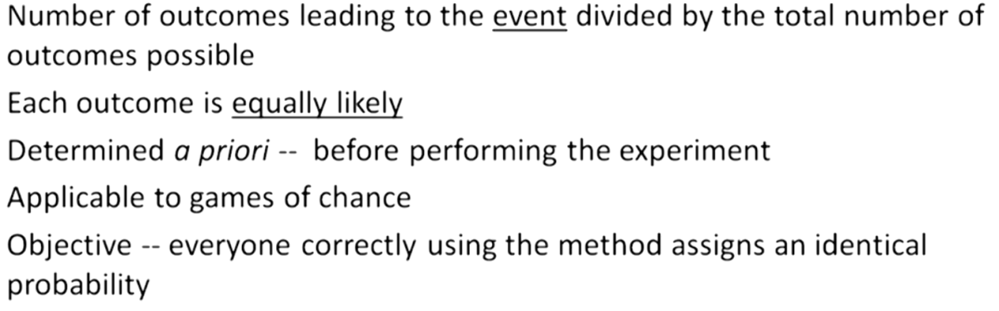 Number of outcomes leading to the event divided by the total number of
outcomes possible
Each outcome is equally likely
Determined a priori -- before performing the experiment
Applicable to games of chance
Objective -- everyone correctly using the method assigns an identical
probability